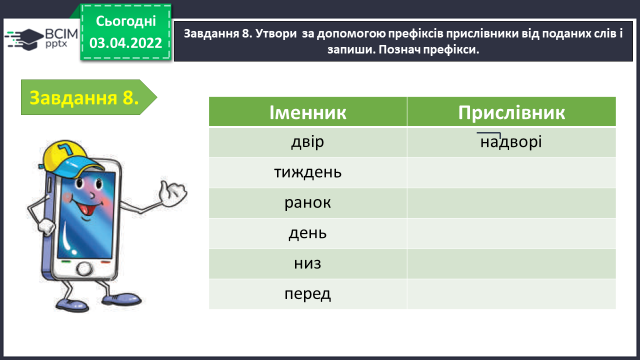 Сьогодні
03.04.2022
BCIM
pptx
Завдання 8. Утвори за допомогою префіксів прислівники від поданих слів і
запиши. Познач префікси.
Завдання 8.
Іменник Прислівник
двір надворі
тиждень
ранок
день
низ
перед